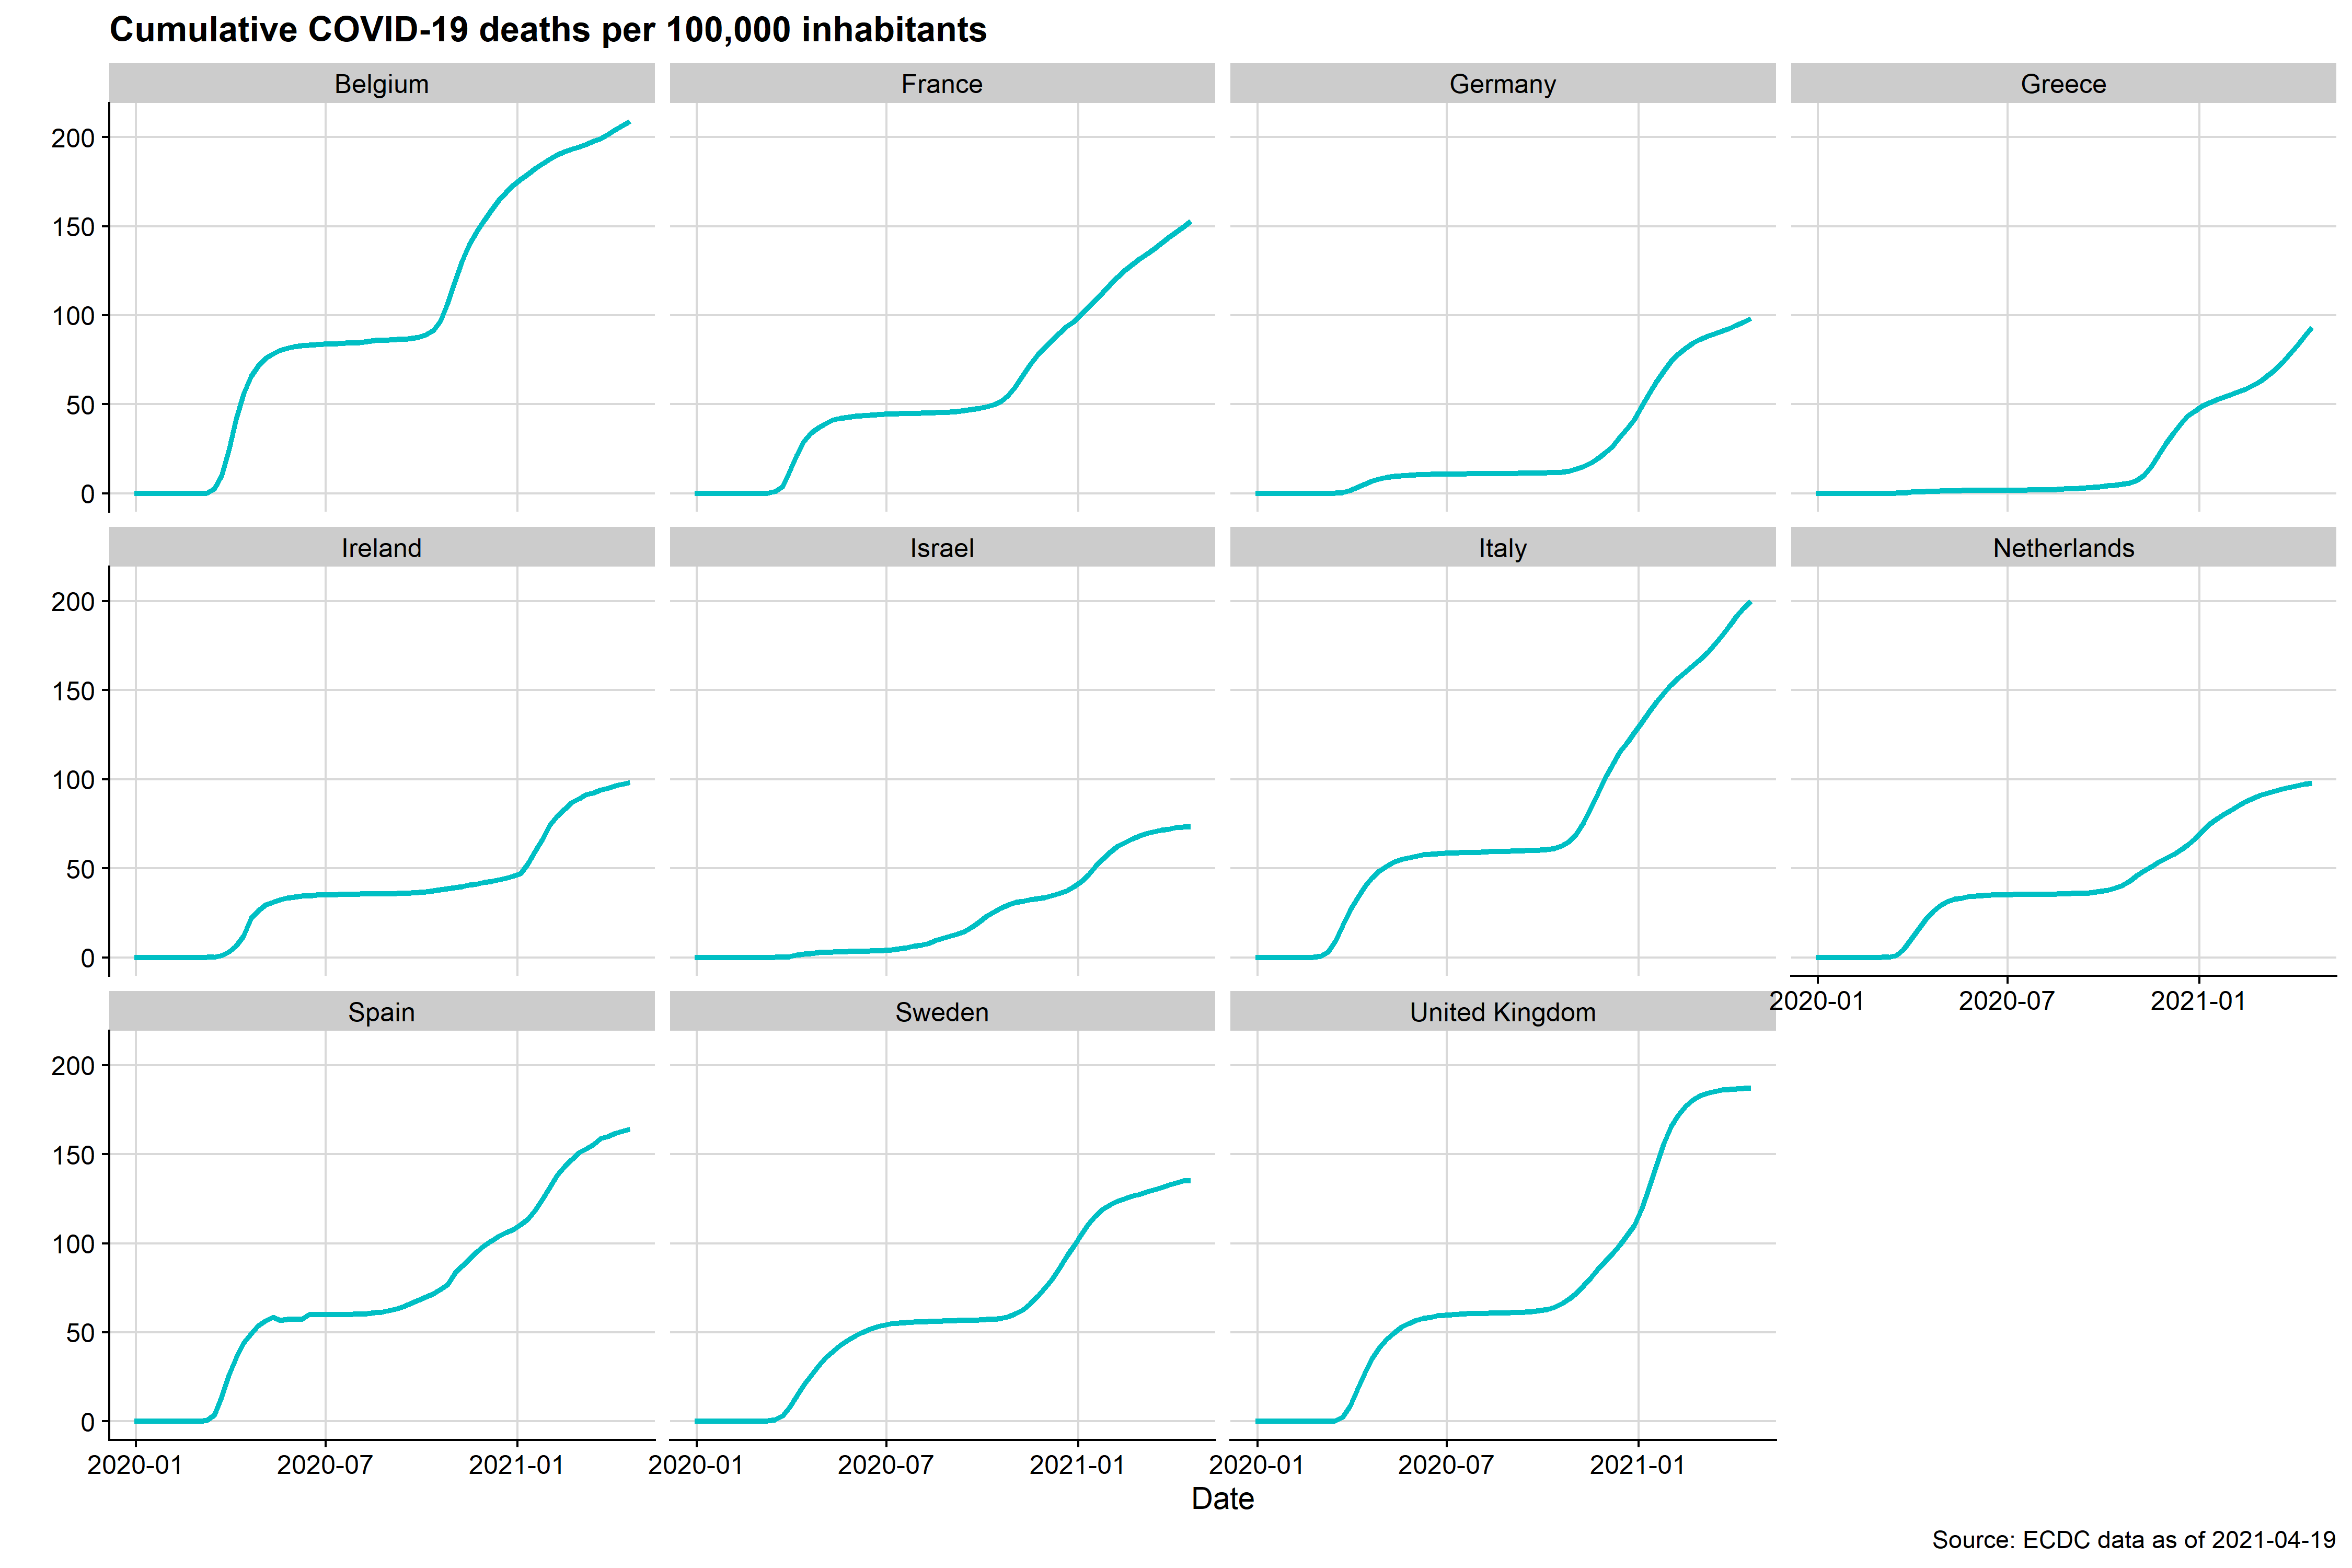 Cumulative COVID-19 deaths per 100,000 inhabitants
Belgium
France
Germany
Greece
200
150
100
50
0
Ireland
Israel
Italy
Netherlands
200
150
100
50
0
2020-01
2020-07
2021-01
Spain
Sweden
United Kingdom
200
150
100
50
0
2020-01
2020-07
2021-01
2020-01
2020-07
2021-01
2020-01
2020-07
2021-01
Date
Source: ECDC data as of 2021-04-19